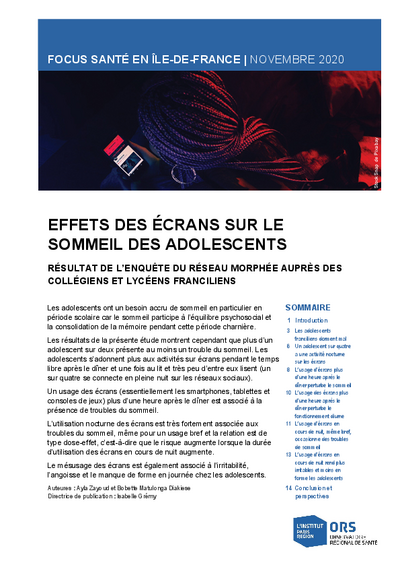 FOCUS SANTÉ EN ÎLE-DE-FRANCE | NOVEMBRE 2020
EFFETS DES ÉCRANS SUR LE
SOMMEIL DES ADOLESCENTS
RÉSULTAT DE L'ENQUÊTE DU RÉSEAU MORPHÉE AUPRÈS DES
COLLÉGIENS ET LYCÉENS FRANCILIENS
Les adolescents ont un besoin accru de sommeil en particulier en
période scolaire car le sommeil participe à l'équilibre psychosocial et
la consolidation de la mémoire pendant cette période charnière.
Les résultats de la présente étude montrent cependant que plus d'un
adolescent sur deux présente au moins un trouble du sommeil. Les
adolescents s'adonnent plus aux activités sur écrans pendant le temps
libre après le dîner et une fois au lit et très peu d'entre eux lisent (un
sur quatre se connecte en pleine nuit sur les réseaux sociaux).
Un usage des écrans (essentiellement les smartphones, tablettes et
consoles de jeux) plus d'une heure après le dîner est associé à la
présence de troubles du sommeil.
L'utilisation nocturne des écrans est très fortement associée aux
troubles du sommeil, même pour un usage bref et la relation est de
type dose-effet, c'est-à-dire que le risque augmente lorsque la durée
d'utilisation des écrans en cours de nuit augmente.
Le mésusage des écrans est également associé à l'irritabilité,
l'angoisse et le manque de forme en journée chez les adolescents.
Auteures : Ayla Zayoud et Bobette Matulonga Diakiese
Directrice de publication : Isabelle Grémy
SOMMAIRE
1 Introduction
3 Les adolescents
franciliens dorment mal
6 Un adolescent sur quatre
a une activité nocturne
sur les écrans
8 L'usage d'écrans plus
d'une heure après le
dîner perturbe le sommeil
10 L'usage des écrans plus
d'une heure après le
dîner perturbe le
fonctionnement diurne
11 L'usage d'écrans en
cours de nuit, même bref,
occasionne des troubles
de sommeil
13 L'usage d'écrans en
cours de nuit rend plus
irritables et moins en
forme les adolescents
14 Conclusion et
perspectives
L'INSTITUT
PARIS
REGION
ORS
OBSERVATOIRE
RÉGIONAL DE SANTÉ